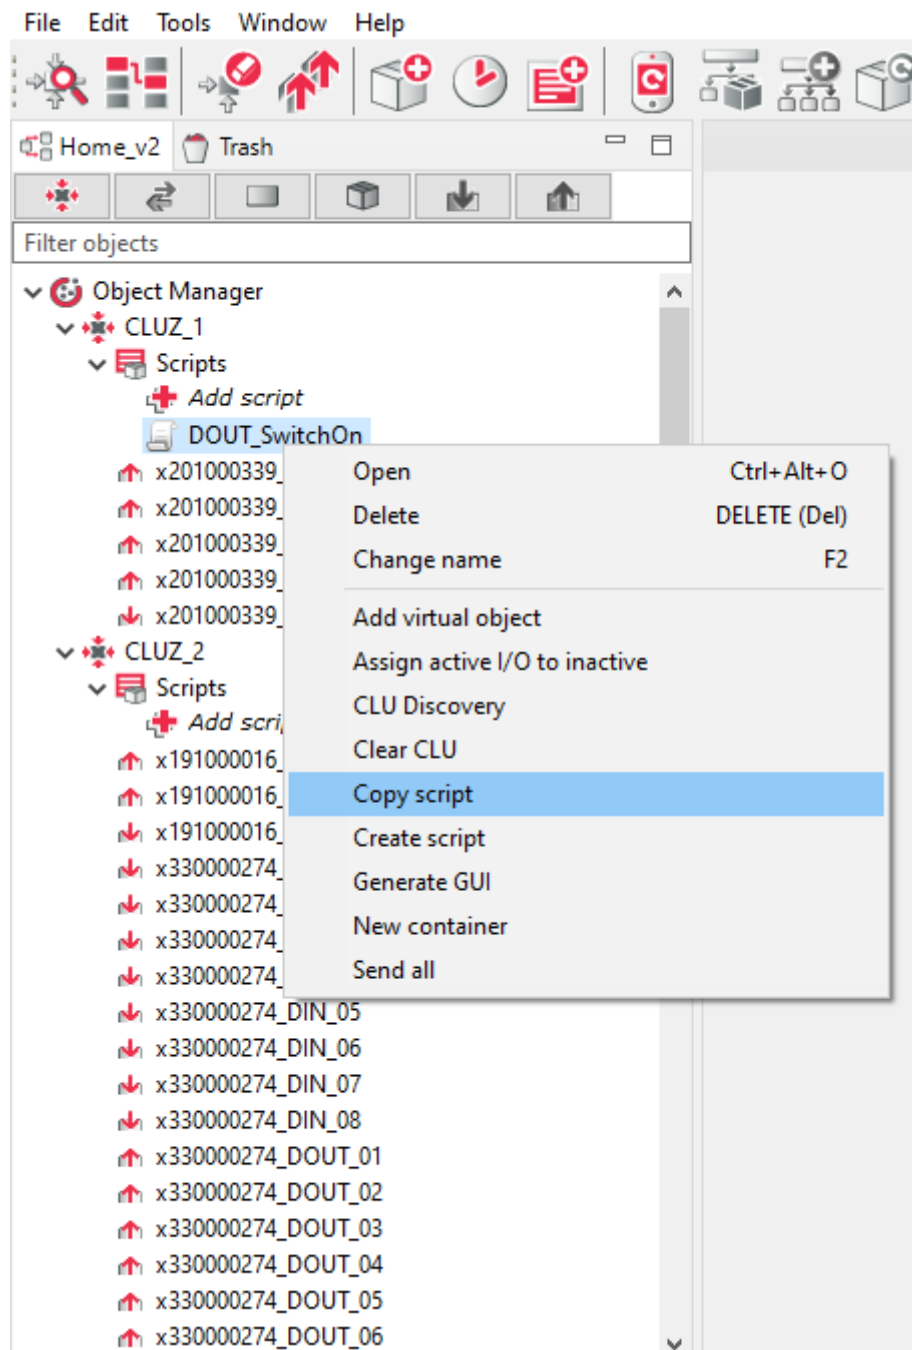 File Edit Tools Window Help
Home_v2 Trash
Filter objects
Object Manager
CLUZ_1
Scripts
Add script
DOUT_SwitchOn
x201000339_
x201000339_
x201000339_
x201000339_
x201000339_
CLUZ_2
Scripts
Add scri
x191000016_
x191000016_
x191000016_
x330000274_
x330000274_
x330000274_
x330000274_
x330000274_DIN_05
x330000274_DIN_06
x330000274_DIN_07
x330000274_DIN_08
x330000274_DOUT_01
x330000274_DOUT_02
x330000274_DOUT_03
x330000274_DOUT_04
x330000274_DOUT_05
x330000274_DOUT_06
Open Ctrl+Alt+O
Delete DELETE (Del)
Change name F2
Add virtual object
Assign active I/O to inactive
CLU Discovery
Clear CLU
Copy script
Create script
Generate GUI
New container
Send all